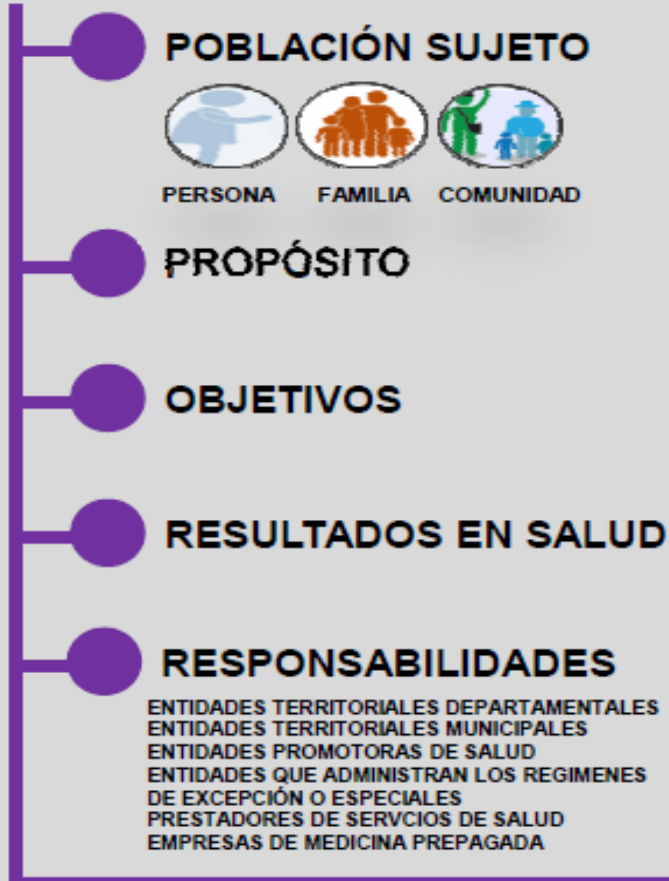 POBLACIÓN SUJETO
PERSONA FAMILIA COMUNIDAD
PROPÓSITO
OBJETIVOS
RESULTADOS EN SALUD
RESPONSABILIDADES
ENTIDADES TERRITORIALES DEPARTAMENTALES
ENTIDADES TERRITORIALES MUNICIPALES
ENTIDADES PROMOTORAS DE SALUD
ENTIDADES QUE ADMINISTRAN LOS REGIMENES
DE EXCEPCIÓN O ESPECIALES
PRESTADORES DE SERVCIOS DE SALUD
EMPRESAS DE MEDICINA PREPAGADA